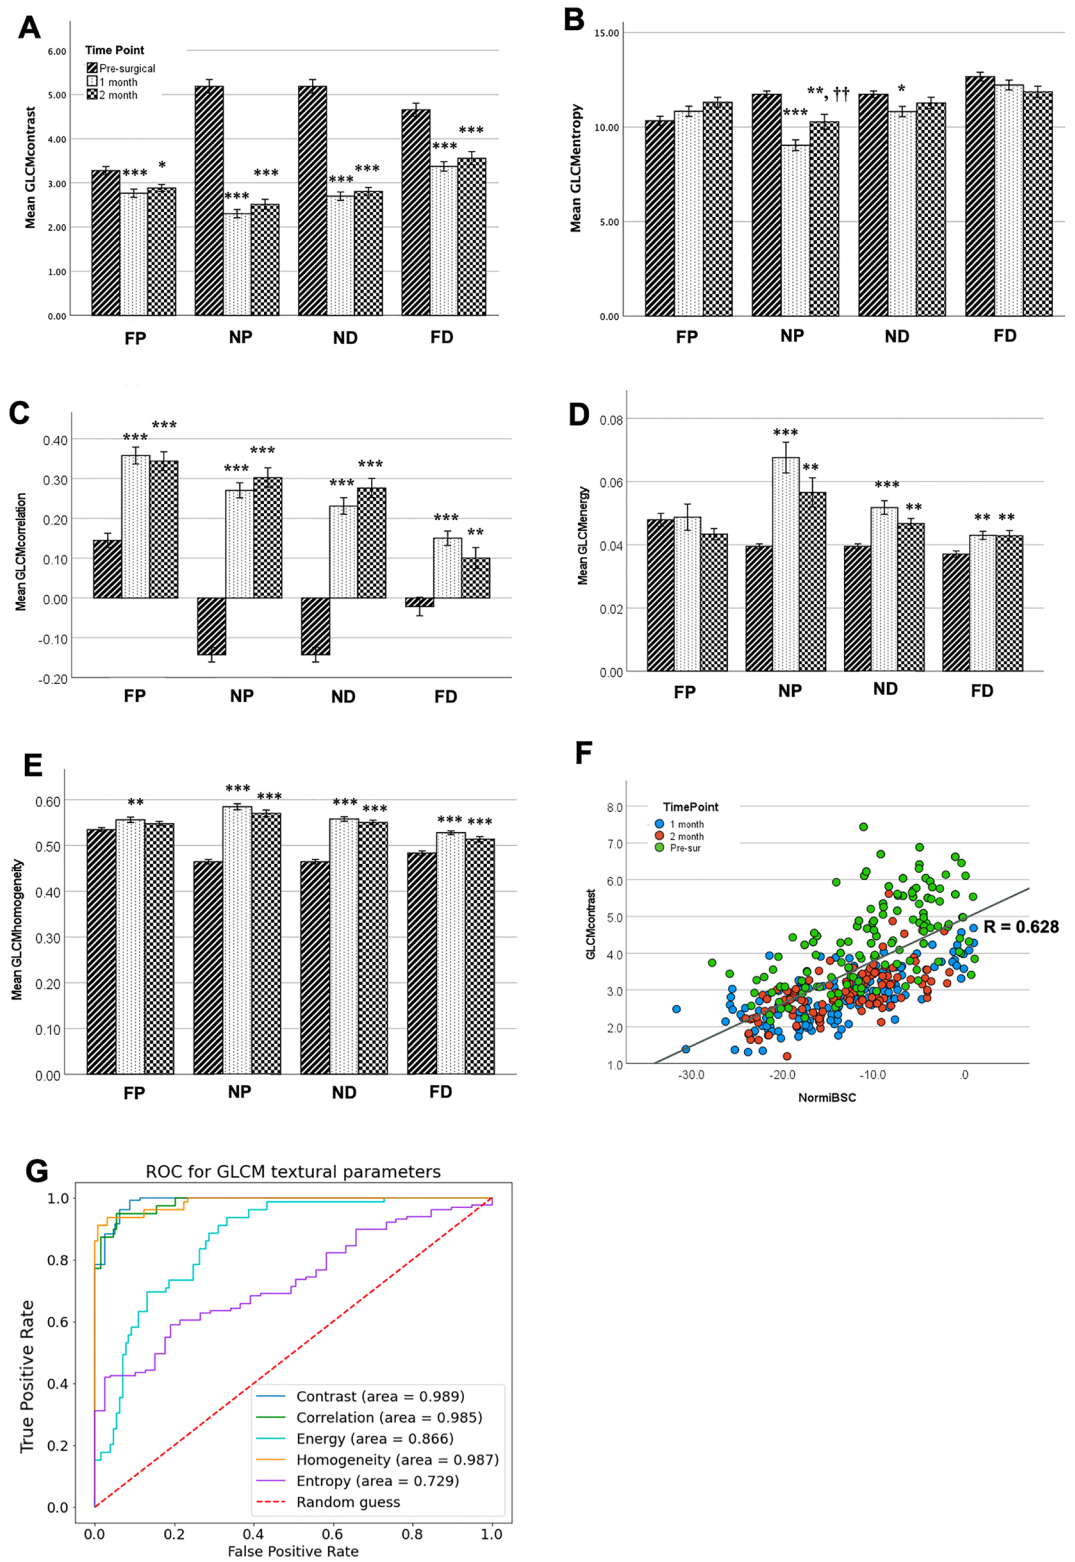 A
Mean GLCMcontrast
6.00
5.00
4.00
3.00
2.00
1.00
0.00
Time Point
Pre-surgical
1 month
2 month
*** *
*** ***
*** ***
*** ***
FP NP ND FD
B
Mean GLCMentropy
15.00
10.00
5.00
0.00
*** **, ††
*
FP NP ND FD
C
Mean GLCMcorrelation
0.40
0.30
0.20
0.10
0.00
-0.10
-0.20
*** ***
*** ***
*** ***
*** **
FP NP ND FD
D
Mean GLCMenergy
0.08
0.06
0.04
0.02
0.00
*** **
*** **
** **
FP NP ND FD
E
Mean GLCMhomogeneity
0.60
0.50
0.40
0.30
0.20
0.10
0.00
**
*** ***
*** ***
*** ***
FP NP ND FD
F
GLCMcontrast
8.0
7.0
6.0
5.0
4.0
3.0
2.0
1.0
TimePoint
1 month
2 month
Pre-sur
R = 0.628
-30.0 -20.0 -10.0 .0
NormiBSC
G
ROC for GLCM textural parameters
True Positive Rate
1.0
0.8
0.6
0.4
0.2
0.0
Contrast (area = 0.989)
Correlation (area = 0.985)
Energy (area = 0.866)
Homogeneity (area = 0.987)
Entropy (area = 0.729)
Random guess
0.0 0.2 0.4 0.6 0.8 1.0
False Positive Rate